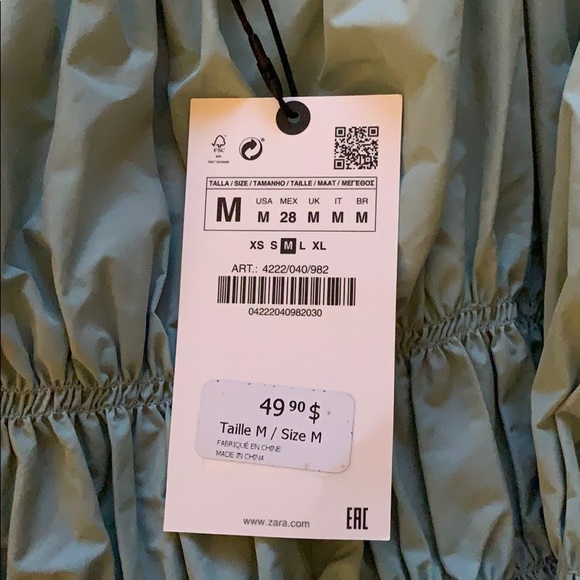 FSC
TALLA / SIZE / TAMANHO / TAILLE / MAAT / ΜΕΓΕΘΟΣ
M
USA MEX UK IT BR
M 28 M M M
XS S M L XL
ART.: 4222/040/982
04222040982030
49 90 $
Taille M / Size M
FABRIQUÉ EN CHINE
MADE IN CHINA
www.zara.com
EAC